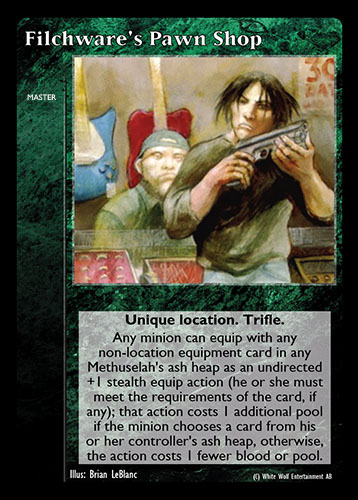 Filchware's Pawn Shop
MASTER
30
DAY
Unique location. Trifle.
Any minion can equip with any
non-location equipment card in any
Methuselah's ash heap as an undirected
+1 stealth equip action (he or she must
meet the requirements of the card, if
any); that action costs 1 additional pool
if the minion chooses a card from his
or her controller's ash heap, otherwise,
the action costs 1 fewer blood or pool.
Illus: Brian LeBlanc
(C) White Wolf Entertainment AB